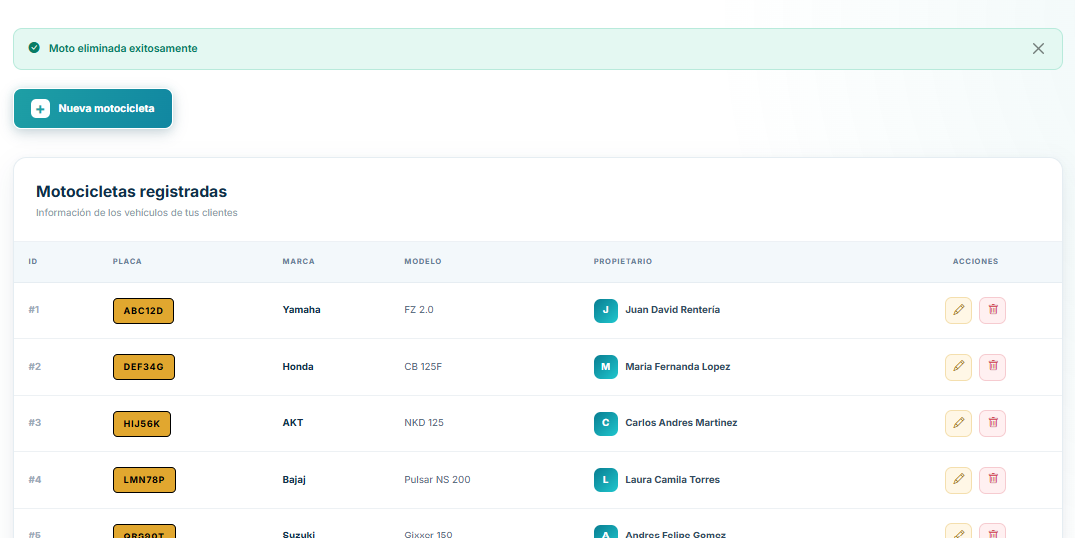 Moto eliminada exitosamente
Nueva motocicleta
Motocicletas registradas
Información de los vehículos de tus clientes
ID PLACA MARCA MODELO PROPIETARIO ACCIONES
#1 ABC12D Yamaha FZ 2.0 J Juan David Rentería
#2 DEF34G Honda CB 125F M Maria Fernanda Lopez
#3 HIJ56K AKT NKD 125 C Carlos Andres Martinez
#4 LMN78P Bajaj Pulsar NS 200 L Laura Camila Torres
#5 QRS90T Suzuki Gixxer 150 A Andres Felipe Gomez